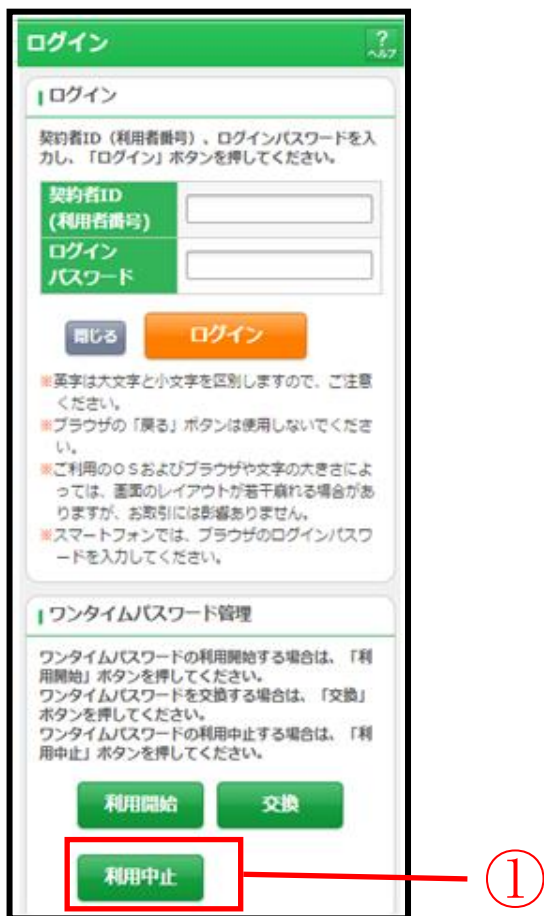 ログイン
?
ヘルプ
ログイン
契約者ID（利用者番号）、ログインパスワードを入
力し、「ログイン」ボタンを押してください。
契約者ID
(利用者番号)
ログイン
パスワード
閉じる
ログイン
※英字は大文字と小文字を区別しますので、ご注意
ください。
※ブラウザの「戻る」ボタンは使用しないでくださ
い。
※ご利用のＯＳおよびブラウザや文字の大きさによ
っては、画面のレイアウトが若干崩れる場合があ
りますが、お取引には影響ありません。
※スマートフォンでは、ブラウザのログインパスワ
ードを入力してください。
ワンタイムパスワード管理
ワンタイムパスワードの利用開始する場合は、「利
用開始」ボタンを押してください。
ワンタイムパスワードを交換する場合は、「交換」
ボタンを押してください。
ワンタイムパスワードの利用中止する場合は、「利
用中止」ボタンを押してください。
利用開始
交換
利用中止
①